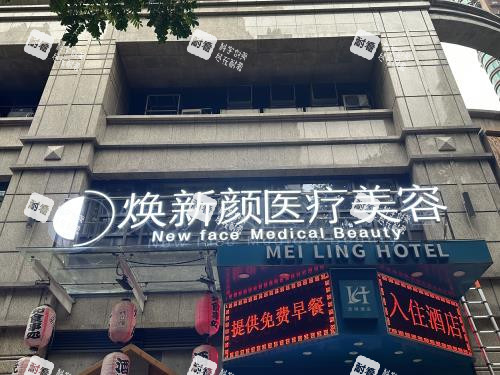 焕新颜医疗美容
New face Medical Beauty
MEI LING HOTEL
提供免费早餐
入住酒店